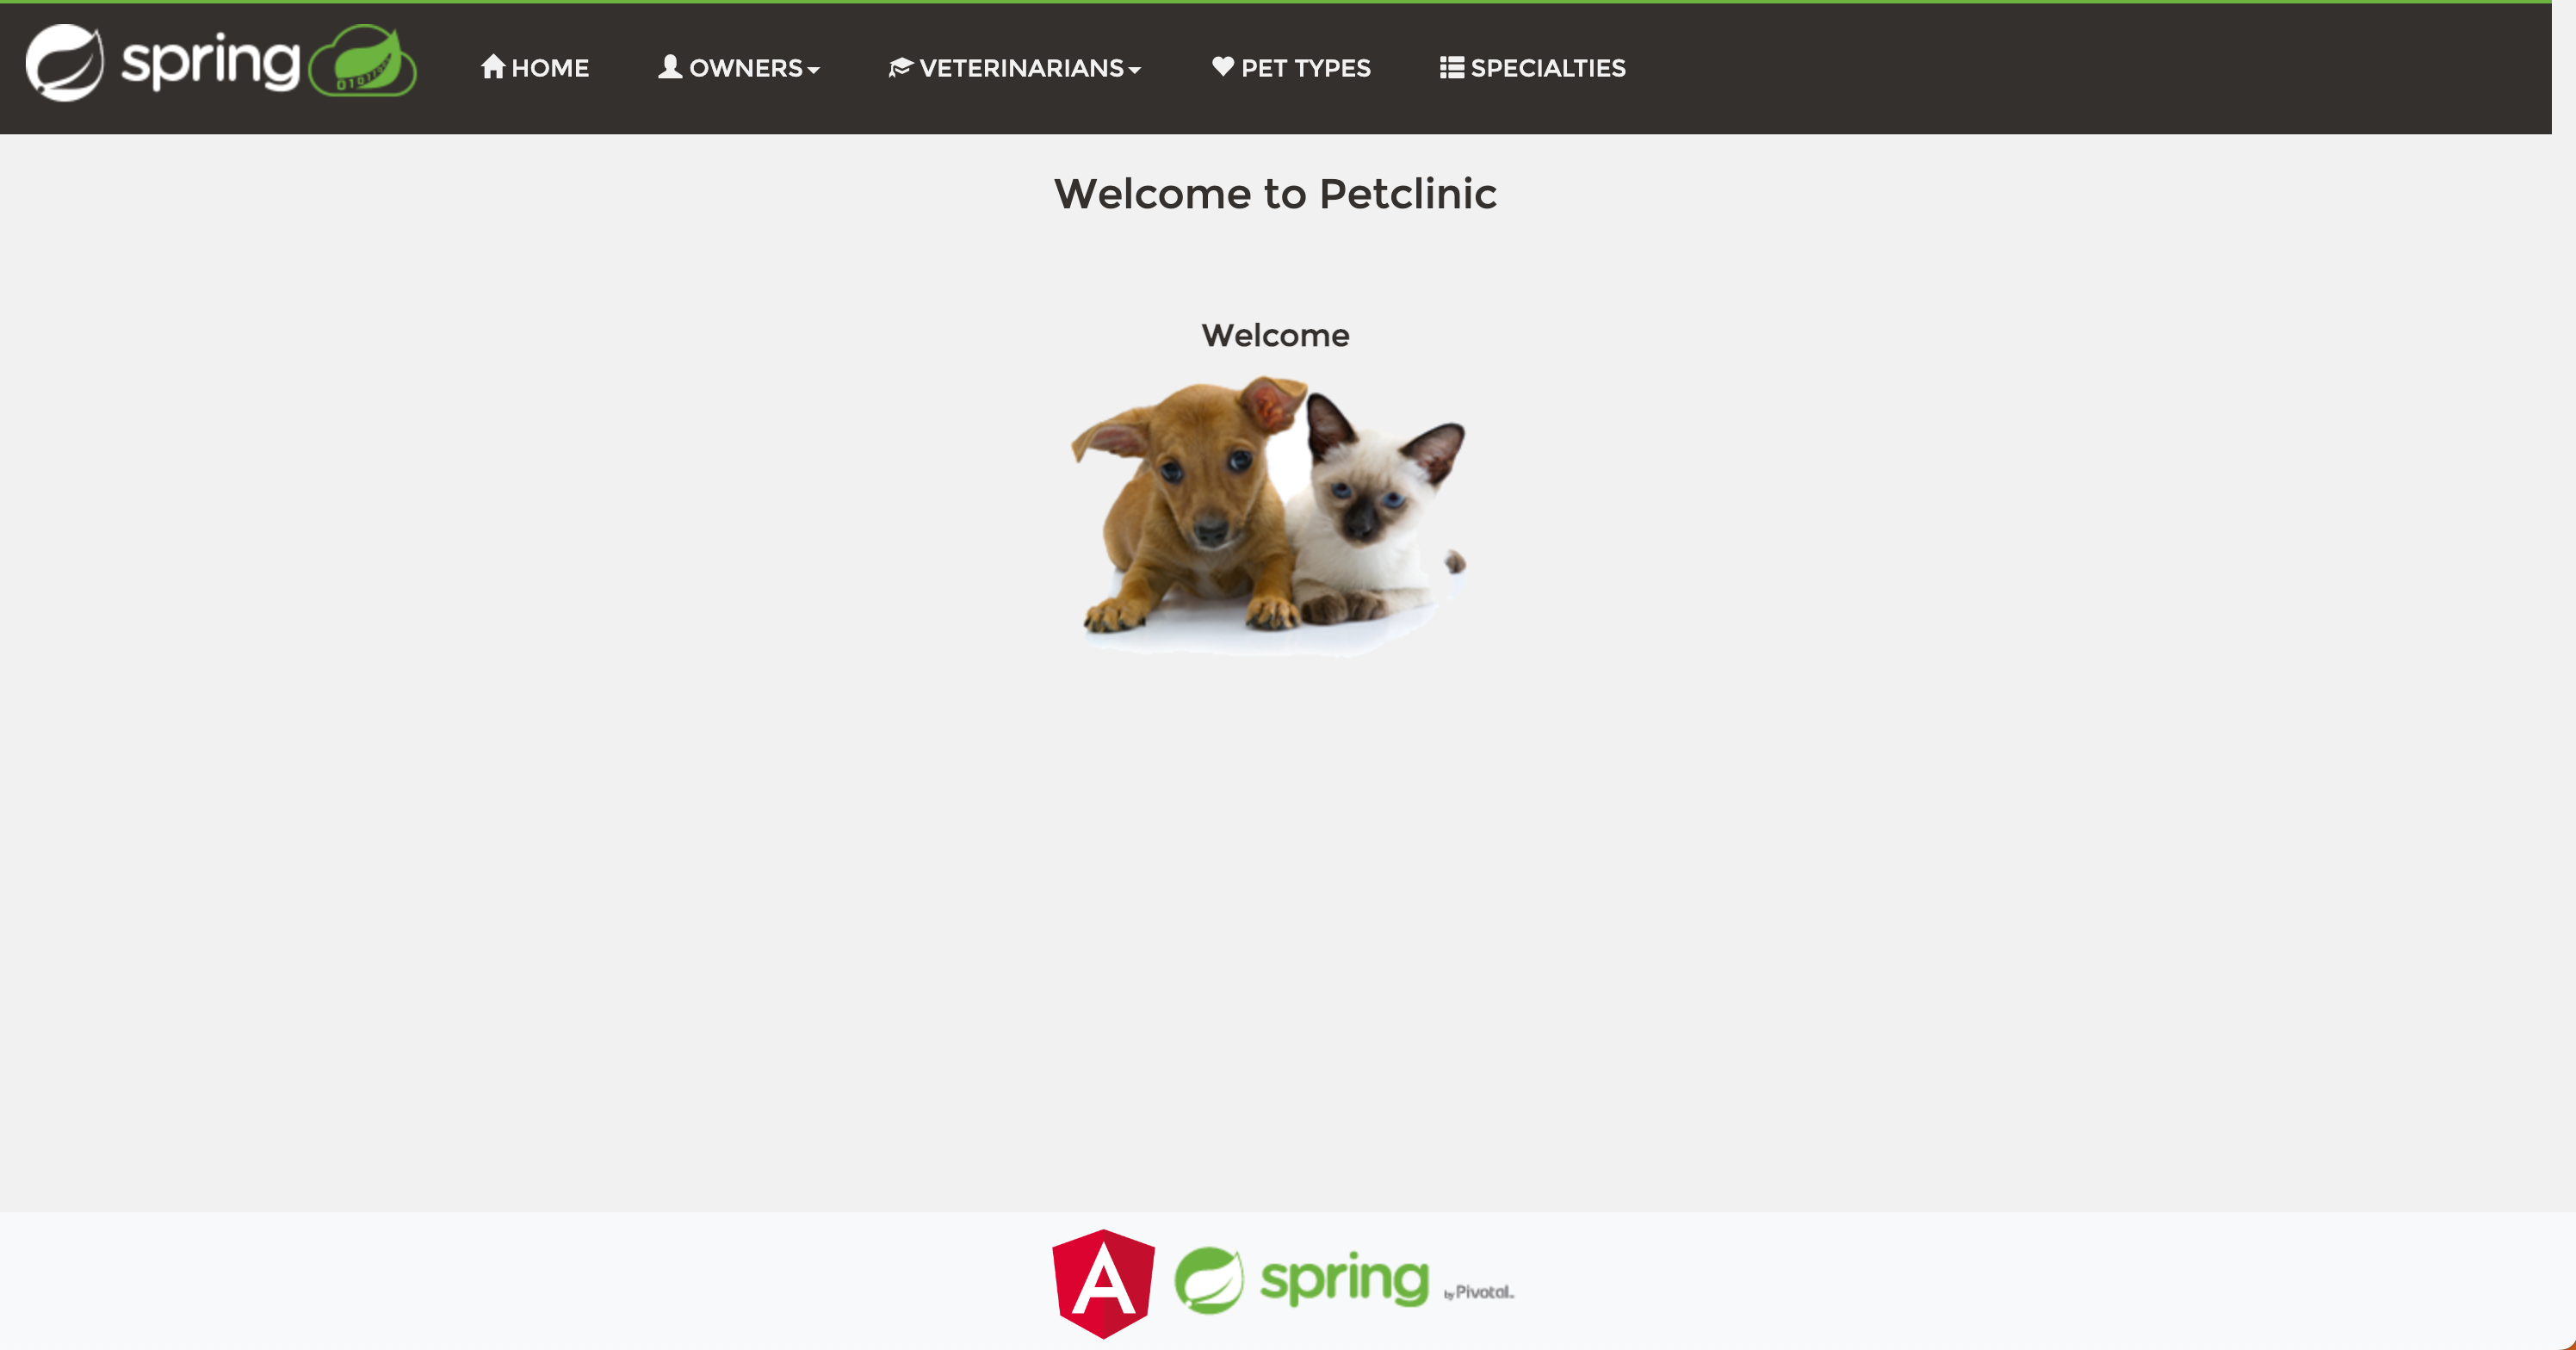 spring
HOME
OWNERS
VETERINARIANS
PET TYPES
SPECIALTIES
Welcome to Petclinic
Welcome
A
spring by Pivotal.